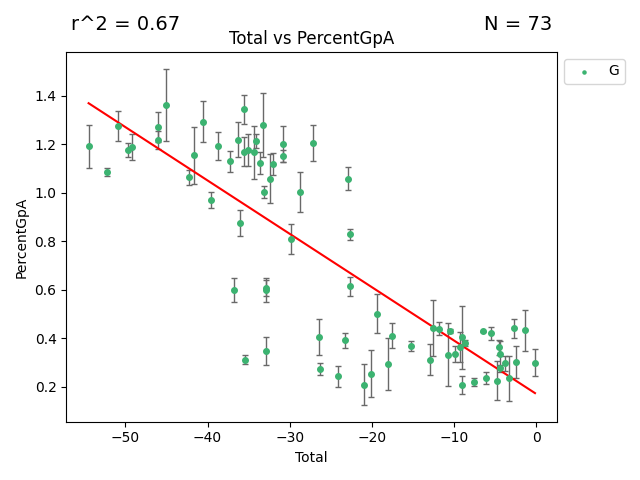 r^2 = 0.67
N = 73
Total vs PercentGpA
G
PercentGpA
1.4
1.2
1.0
0.8
0.6
0.4
0.2
−50
−40
−30
−20
−10
0
Total